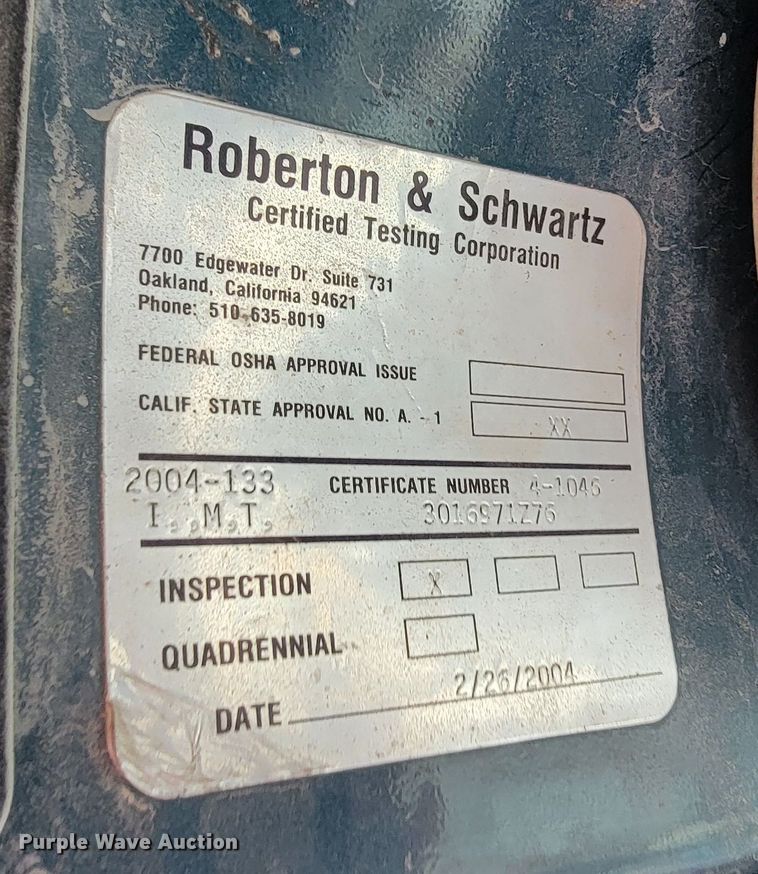 Roberton & Schwartz
Certified Testing Corporation
7700 Edgewater Dr. Suite 731
Oakland, California 94621
Phone: 510-635-8019
FEDERAL OSHA APPROVAL ISSUE
CALIF. STATE APPROVAL NO. A. - 1 XX
2004-133 CERTIFICATE NUMBER 4-1046
I.,M,T, 3016971Z76
INSPECTION X
QUADRENNIAL
DATE 2/26/2004
Purple Wave Auction